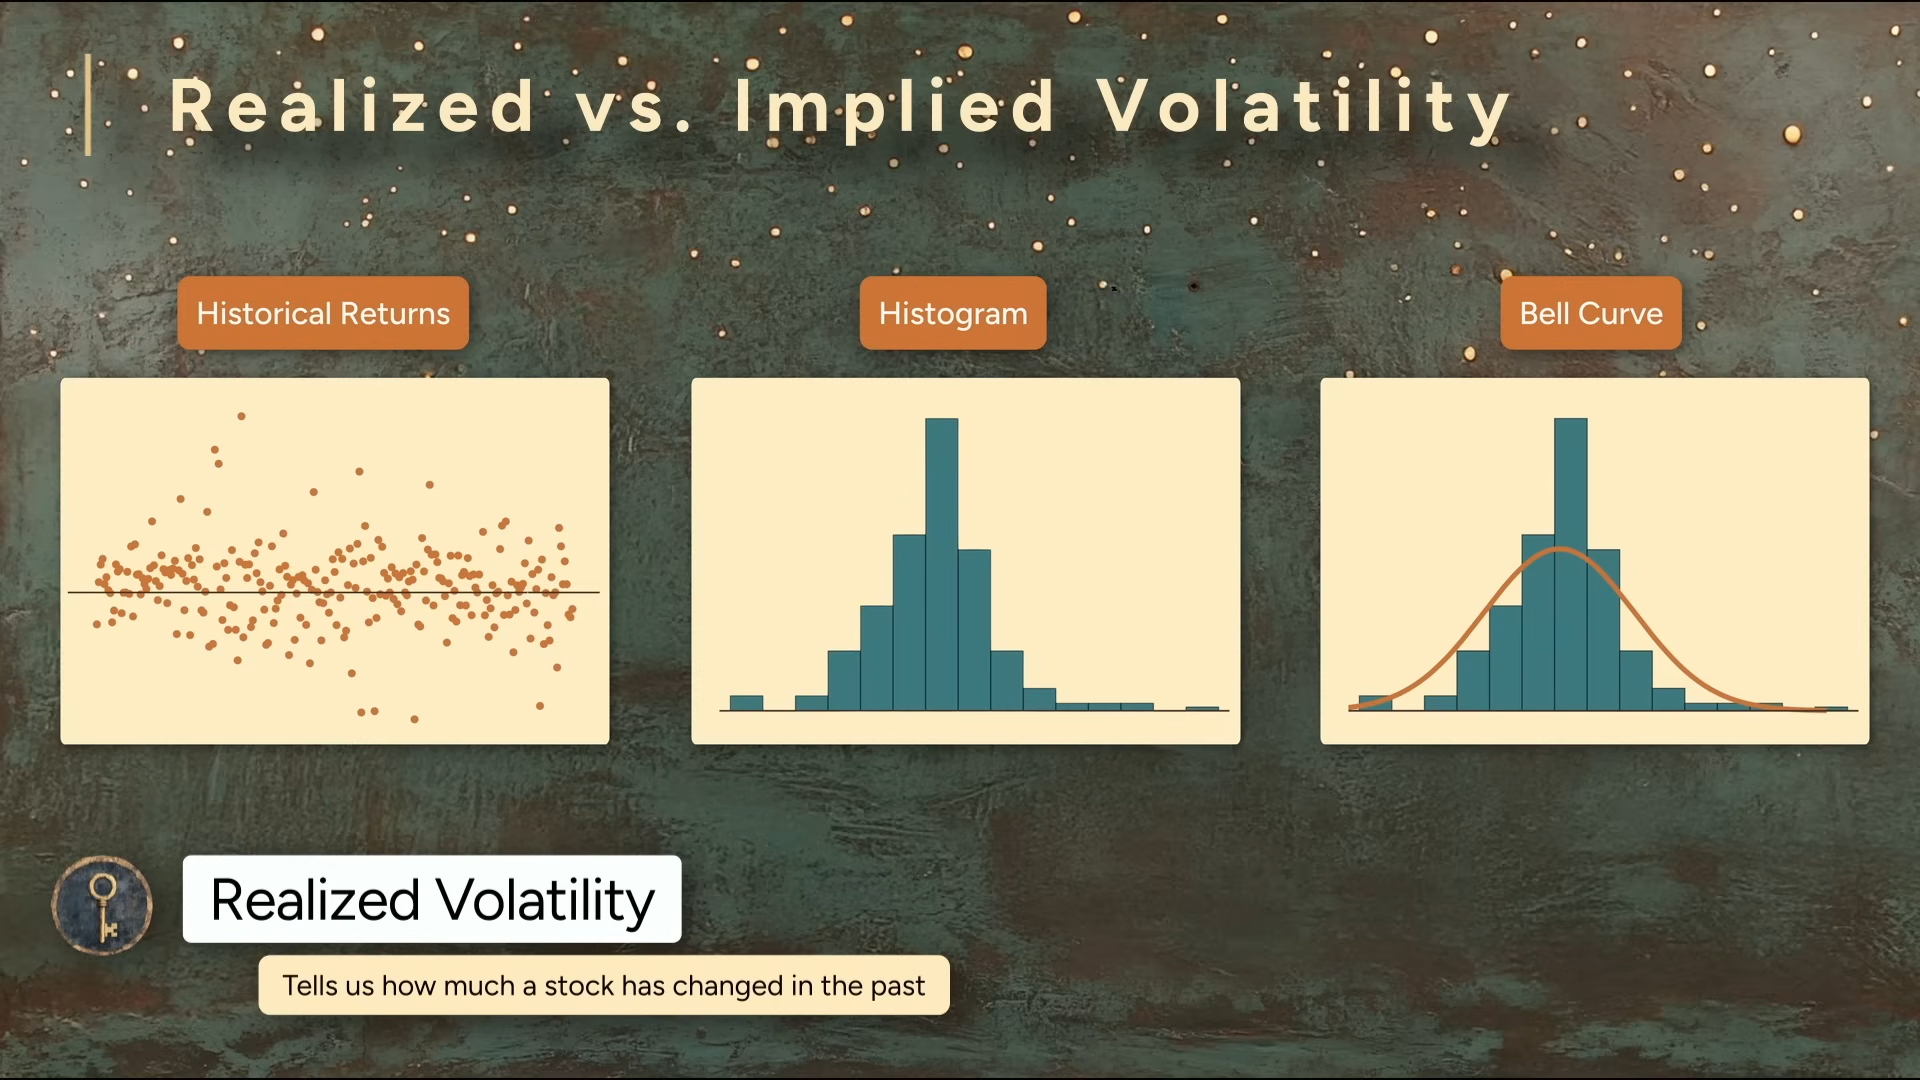 Realized vs. Implied Volatility
Historical Returns
Histogram
Bell Curve
Realized Volatility
Tells us how much a stock has changed in the past